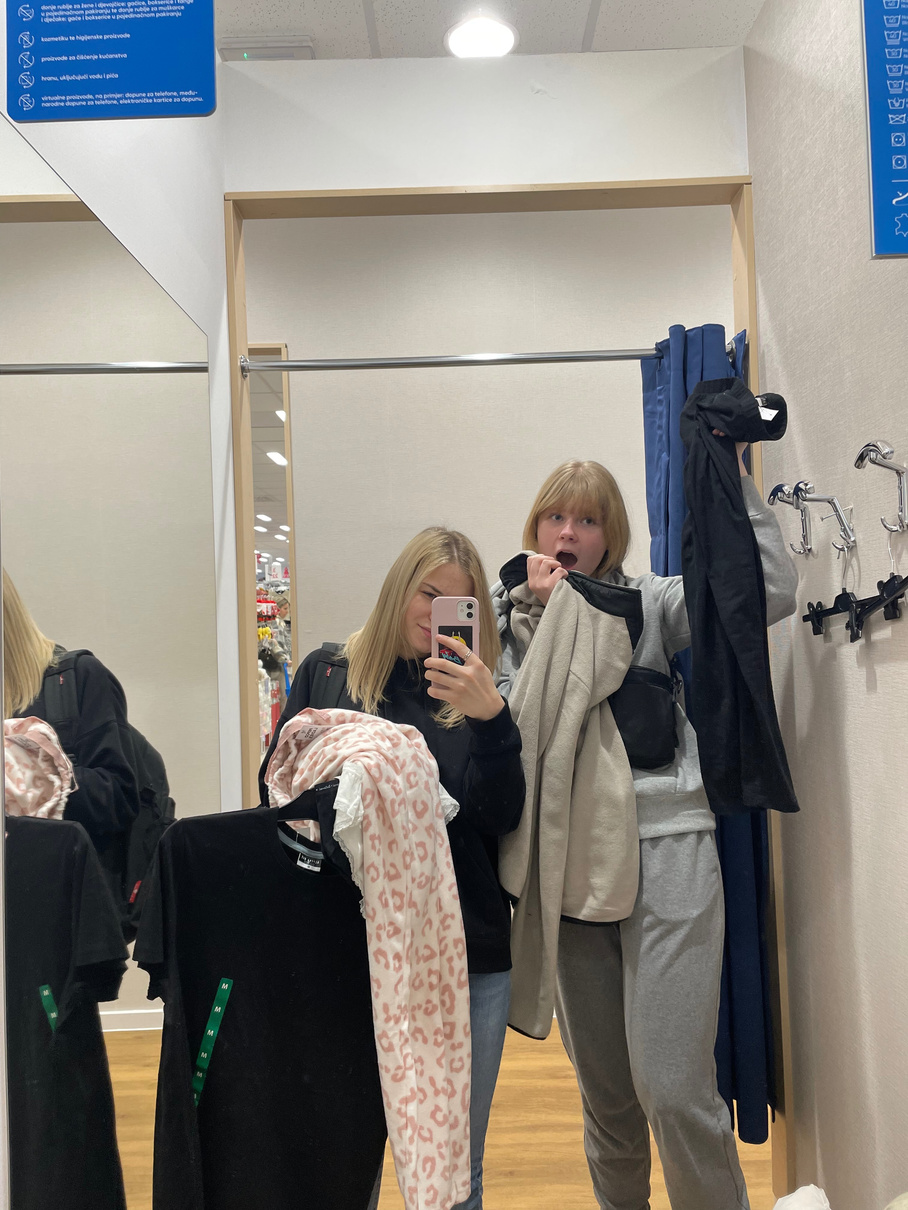 donje rublje za žene i djevojčice: gaćice, bokserice i tange
u pojedinačnom pakiranju te donje rublje za muškarce
i dječake: gaće i bokserice u pojedinačnom pakiranju
kozmetiku te higijenske proizvode
proizvode za čišćenje kućanstva
hranu, uključujući vodu i pića
virtualne proizvode, na primjer: dopune za telefone, među-
narodne dopune za telefone, elektroničke kartice za dopunu.
M
M
M
M
M
M
M